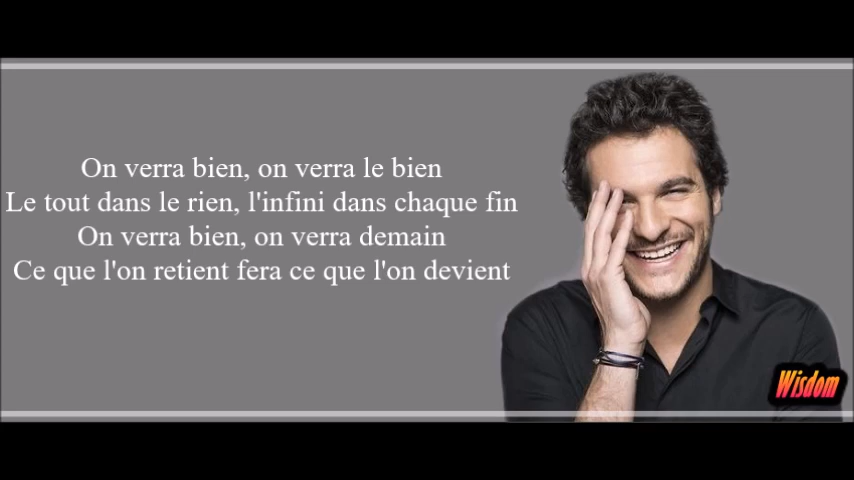 On verra bien, on verra le bien
Le tout dans le rien, l'infini dans chaque fin
On verra bien, on verra demain
Ce que l'on retient fera ce que l'on devient
Wisdom